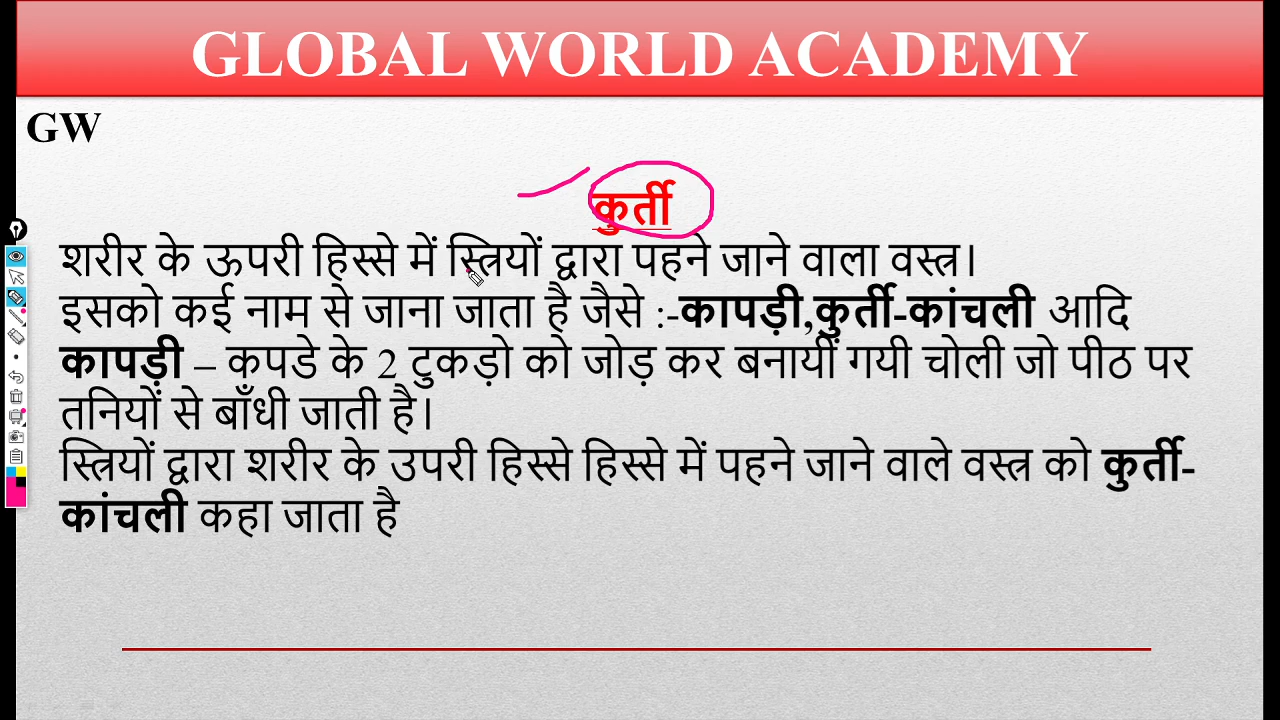 GLOBAL WORLD ACADEMY
GW
कुर्ती
शरीर के ऊपरी हिस्से में स्त्रियों द्वारा पहने जाने वाला वस्त्र।
इसको कई नाम से जाना जाता है जैसे :-कापड़ी,कुर्ती-कांचली आदि
कापड़ी – कपडे के 2 टुकड़ो को जोड़ कर बनायीं गयी चोली जो पीठ पर
तनियों से बाँधी जाती है।
स्त्रियों द्वारा शरीर के उपरी हिस्से हिस्से में पहने जाने वाले वस्त्र को कुर्ती-
कांचली कहा जाता है